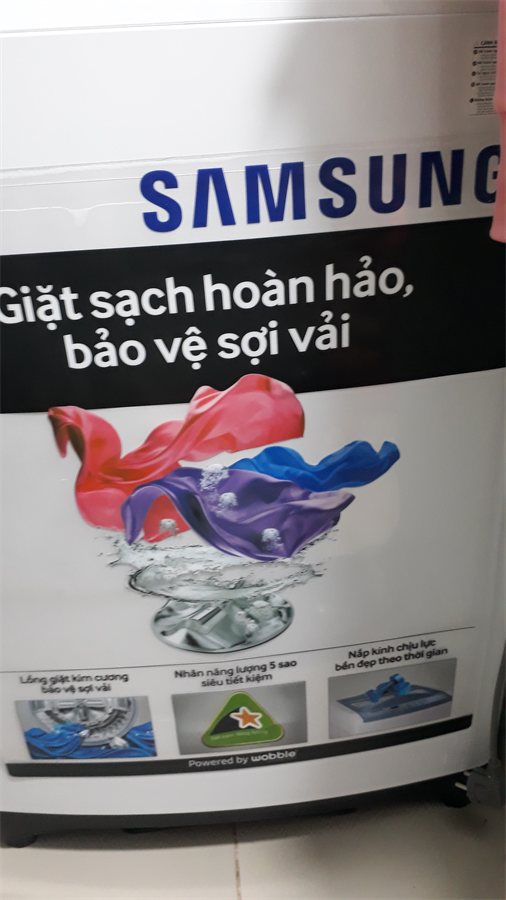 SAMSUNG
Giặt sạch hoàn hảo,
bảo vệ sợi vải
Lồng giặt kim cương
bảo vệ sợi vải
Nhãn năng lượng 5 sao
siêu tiết kiệm
Nắp kính chịu lực
bền đẹp theo thời gian
Powered by wobble